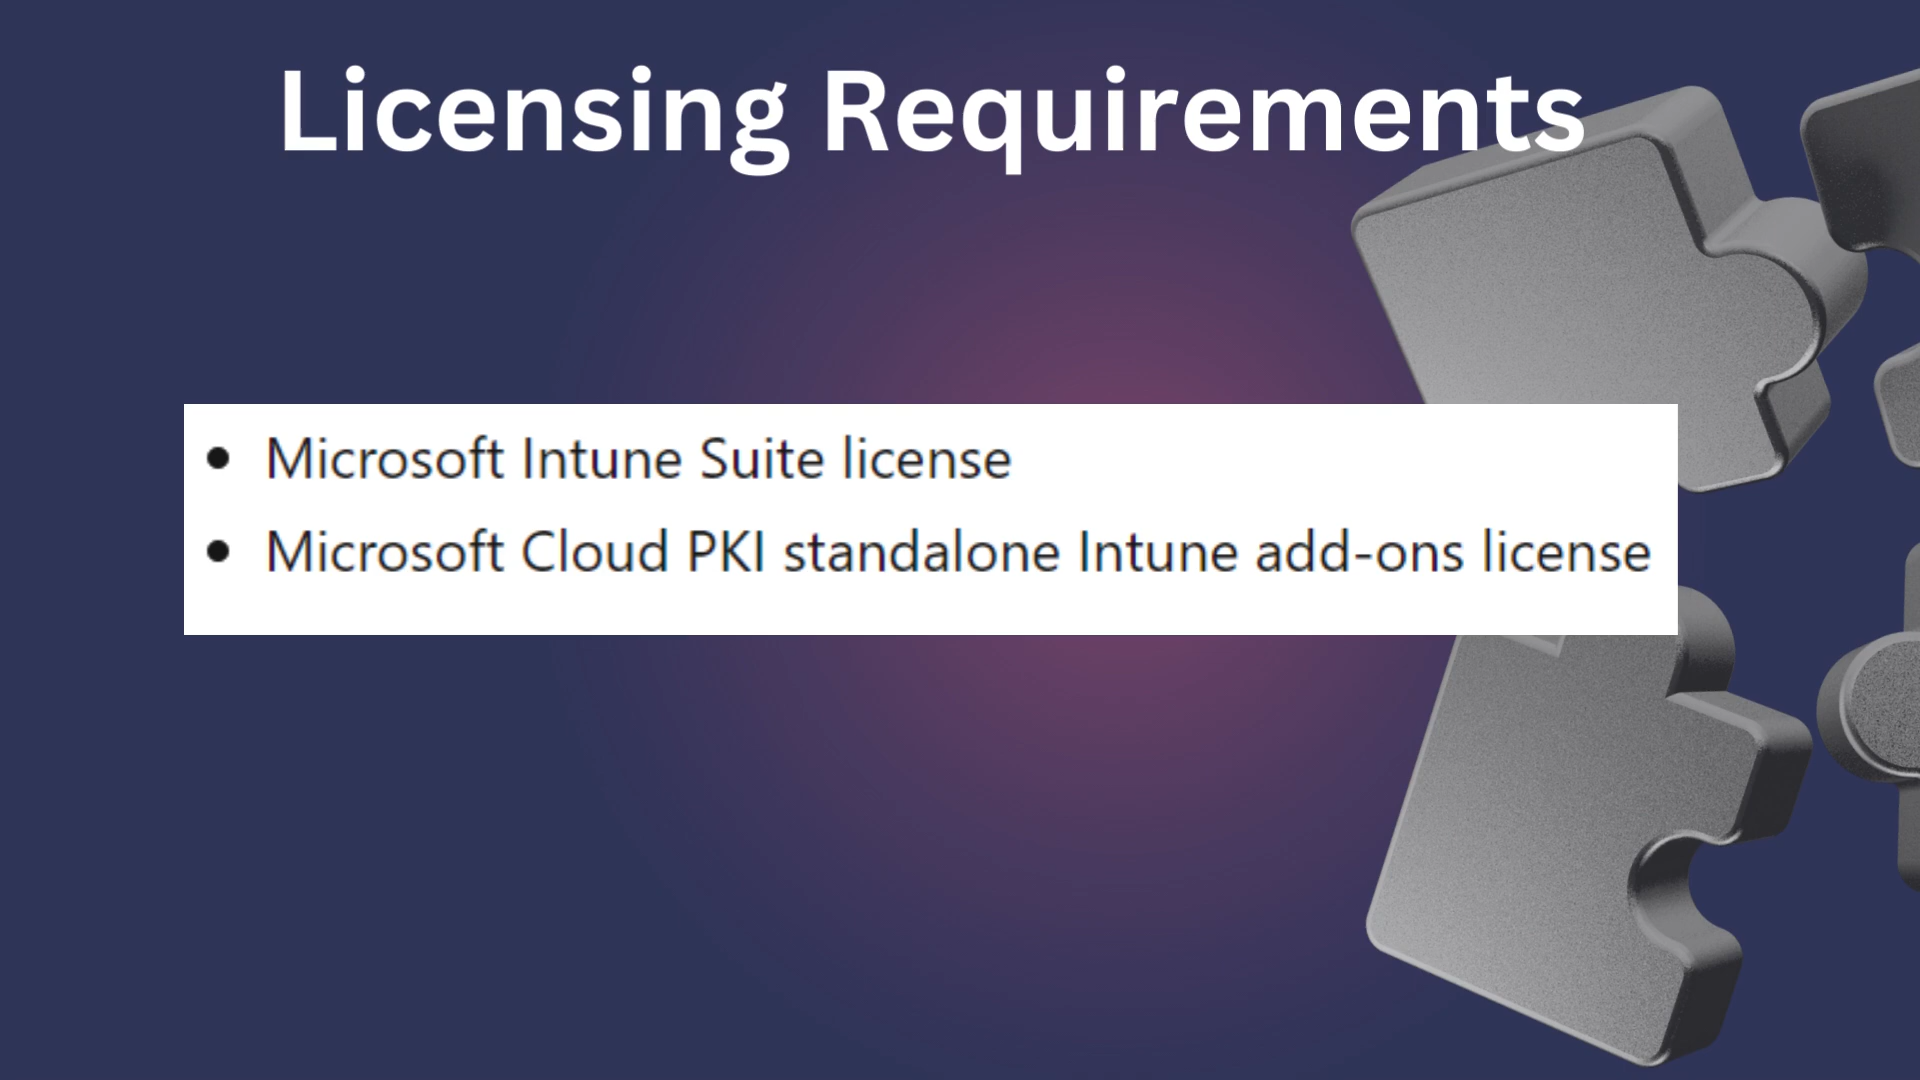 Licensing Requirements
• Microsoft Intune Suite license
• Microsoft Cloud PKI standalone Intune add-ons license